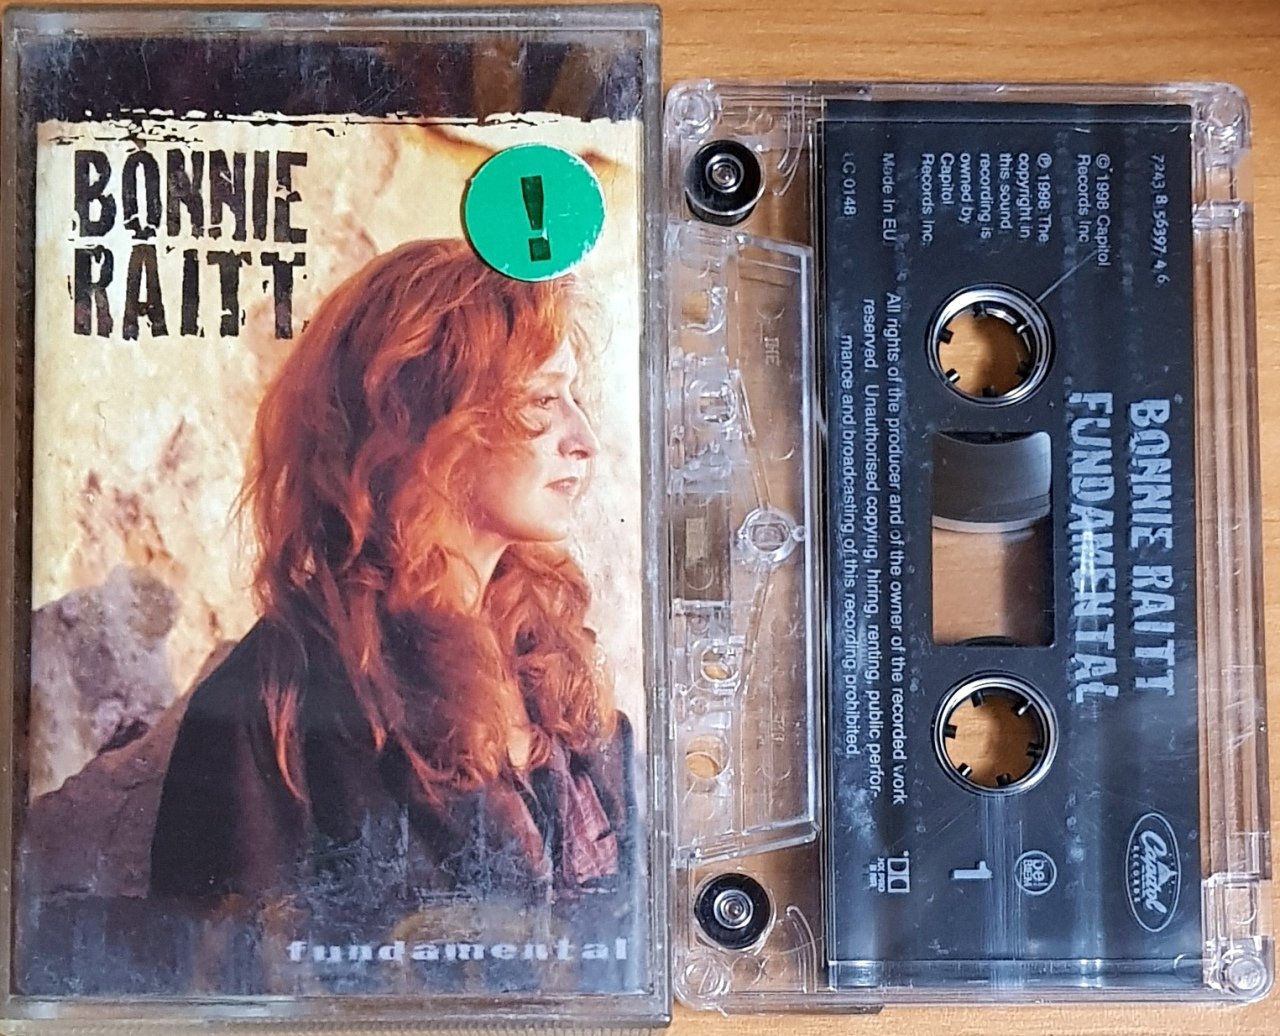 BONNIE
RAITT
!
fundamental
7243 8 56397 4 6
© 1998 Capitol
Records Inc.
℗ 1998 The
copyright in
this sound
recording is
owned by
Capitol
Records Inc.
Made In EU
LC 0148
BONNIE RAITT
FUNDAMENTAL
All rights of the producer and of the owner of the recorded work
reserved. Unauthorised copying, hiring, renting, public perfor-
mance and broadcasting of this recording prohibited.
Capitol
RECORDS
1